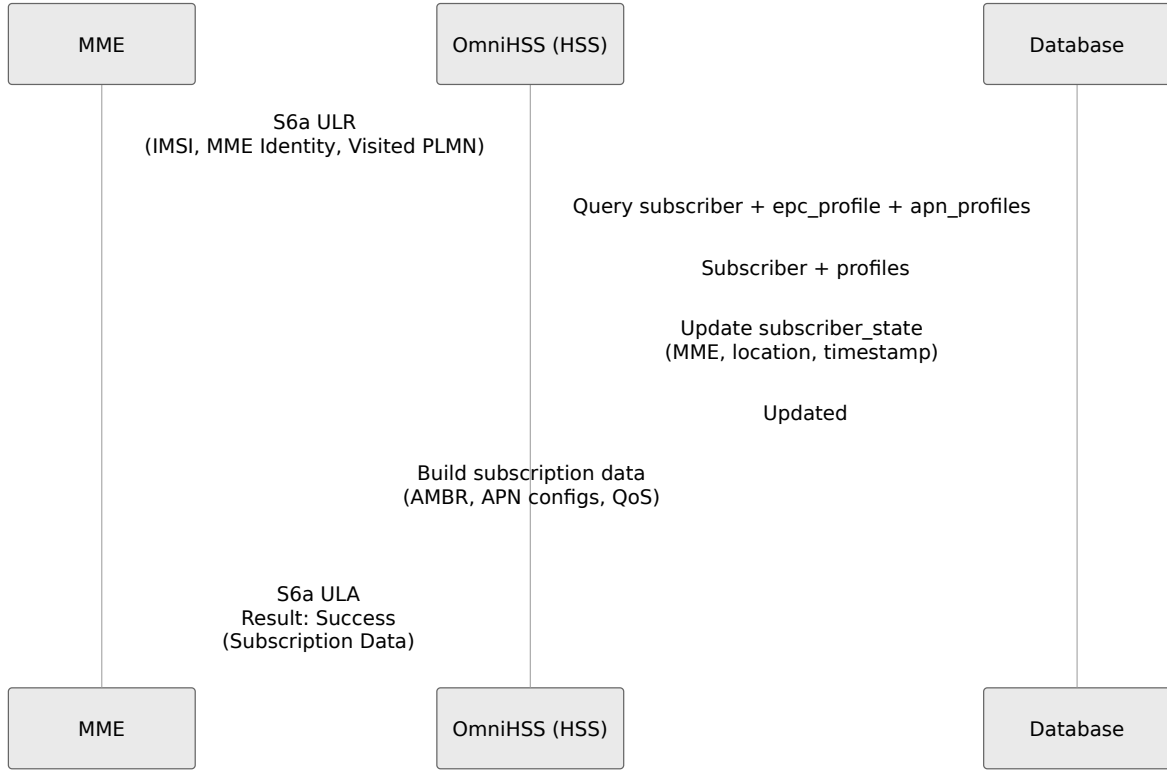 MME
OmniHSS (HSS)
Database
S6a ULR
(IMSI, MME Identity, Visited PLMN)
Query subscriber + epc_profile + apn_profiles
Subscriber + profiles
Update subscriber_state
(MME, location, timestamp)
Updated
Build subscription data
(AMBR, APN configs, QoS)
S6a ULA
Result: Success
(Subscription Data)
MME
OmniHSS (HSS)
Database